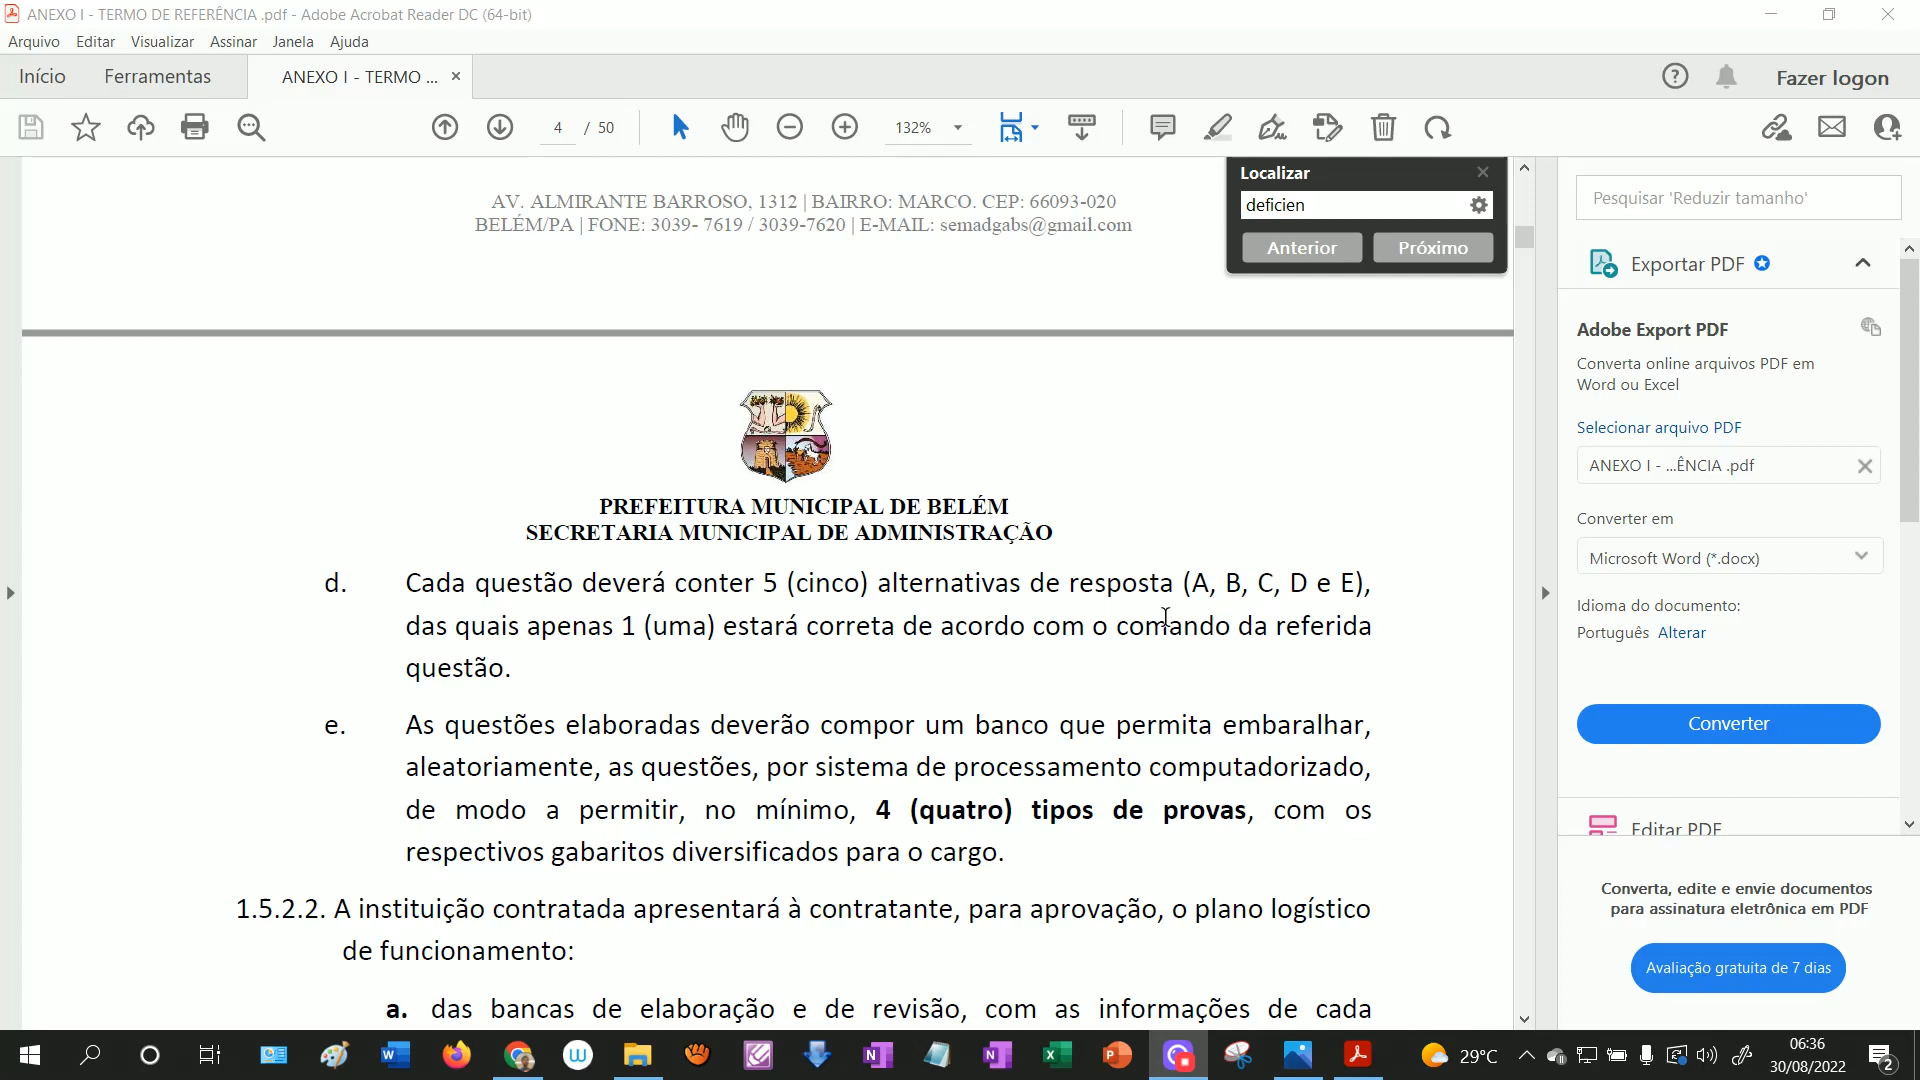 ANEXO I - TERMO DE REFERÊNCIA .pdf - Adobe Acrobat Reader DC (64-bit)
Arquivo Editar Visualizar Assinar Janela Ajuda
Início Ferramentas ANEXO I - TERMO ... Fazer logon
4 / 50 132%
AV. ALMIRANTE BARROSO, 1312 | BAIRRO: MARCO. CEP: 66093-020
BELÉM/PA | FONE: 3039- 7619 / 3039-7620 | E-MAIL: semadgabs@gmail.com
Localizar
deficien
Anterior Próximo
PREFEITURA MUNICIPAL DE BELÉM
SECRETARIA MUNICIPAL DE ADMINISTRAÇÃO
d. Cada questão deverá conter 5 (cinco) alternativas de resposta (A, B, C, D e E),
das quais apenas 1 (uma) estará correta de acordo com o comando da referida
questão.
e. As questões elaboradas deverão compor um banco que permita embaralhar,
aleatoriamente, as questões, por sistema de processamento computadorizado,
de modo a permitir, no mínimo, 4 (quatro) tipos de provas, com os
respectivos gabaritos diversificados para o cargo.
1.5.2.2. A instituição contratada apresentará à contratante, para aprovação, o plano logístico
de funcionamento:
a. das bancas de elaboração e de revisão, com as informações de cada
Pesquisar 'Reduzir tamanho'
Exportar PDF
Adobe Export PDF
Converta online arquivos PDF em
Word ou Excel
Selecionar arquivo PDF
ANEXO I - ...ÊNCIA .pdf
Converter em
Microsoft Word (*.docx)
Idioma do documento:
Português Alterar
Converter
Editar PDF
Converta, edite e envie documentos
para assinatura eletrônica em PDF
Avaliação gratuita de 7 dias
29°C
06:36
30/08/2022
2